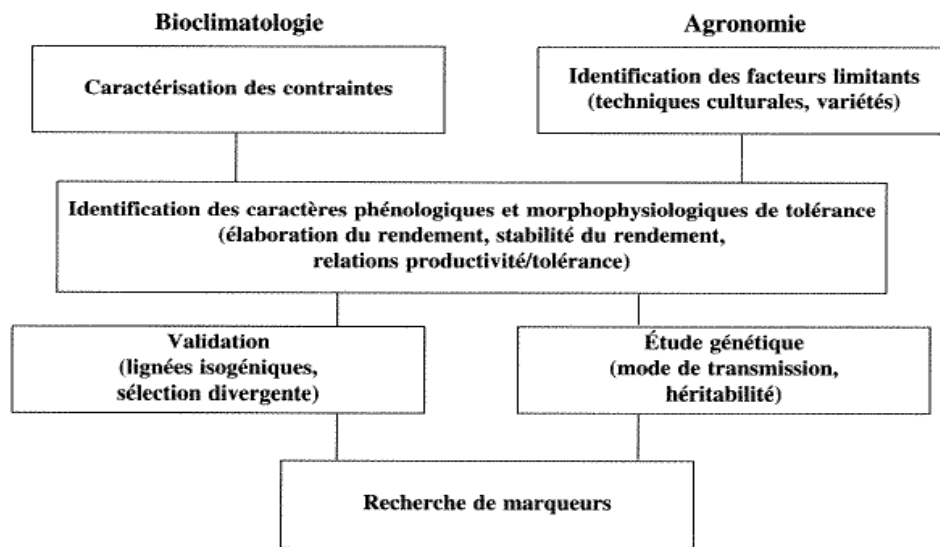 Bioclimatologie
Agronomie
Caractérisation des contraintes
Identification des facteurs limitants
(techniques culturales, variétés)
Identification des caractères phénologiques et morphophysiologiques de tolérance
(élaboration du rendement, stabilité du rendement,
relations productivité/tolérance)
Validation
(lignées isogéniques,
sélection divergente)
Étude génétique
(mode de transmission,
héritabilité)
Recherche de marqueurs